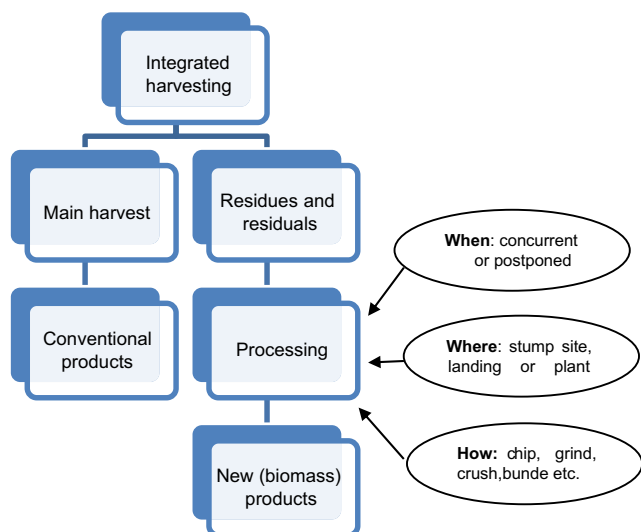 Integrated
harvesting
Main harvest
Residues and
residuals
When: concurrent
or postponed
Conventional
products
Processing
Where: stump site,
landing or plant
New (biomass)
products
How: chip, grind,
crush,bunde etc.